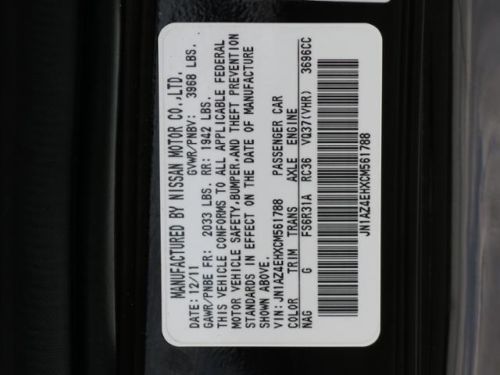 MANUFACTURED BY NISSAN MOTOR CO.,LTD.
DATE: 12/11 GVWR/PNBV: 3968 LBS.
GAWR/PNBE FR: 2033 LBS. RR: 1942 LBS.
THIS VEHICLE CONFORMS TO ALL APPLICABLE FEDERAL
MOTOR VEHICLE SAFETY,BUMPER,AND THEFT PREVENTION
STANDARDS IN EFFECT ON THE DATE OF MANUFACTURE
SHOWN ABOVE.
VIN: JN1AZ4EHXCM561788 PASSENGER CAR
COLOR TRIM TRANS AXLE ENGINE
NAG G FS6R31A RC36 VQ37(VHR) 3696CC
JN1AZ4EHXCM561788